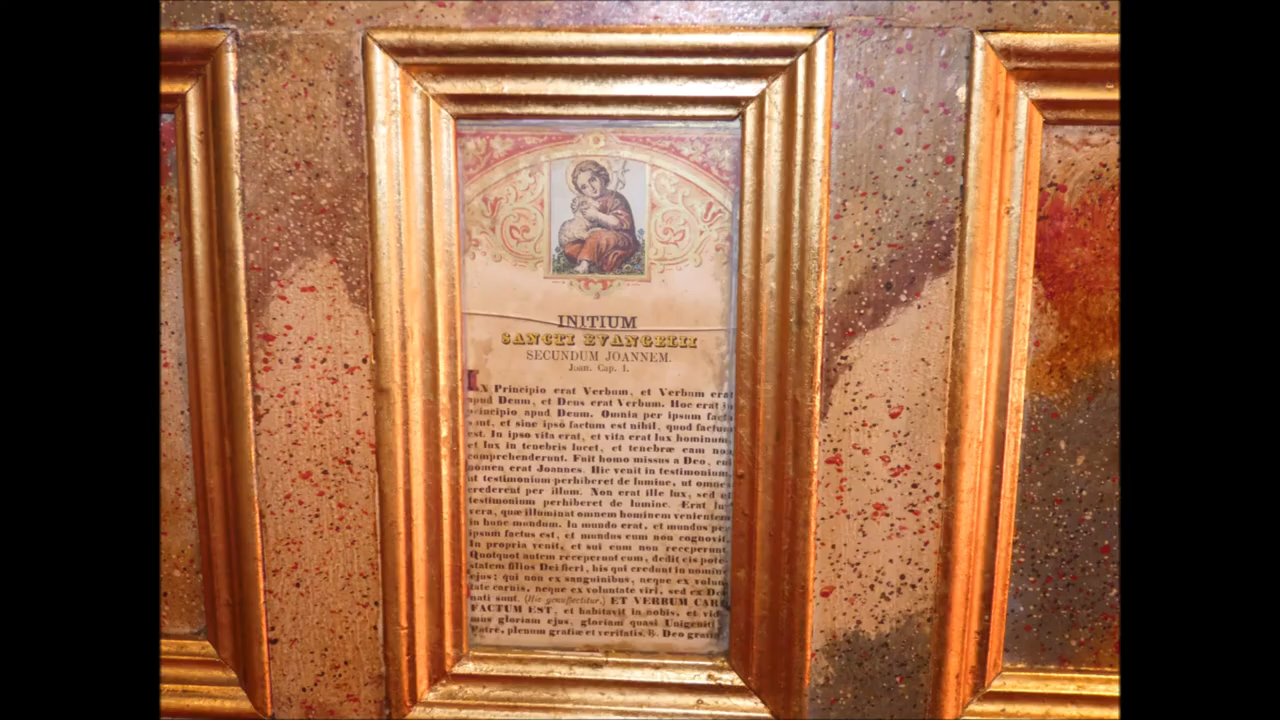 INITIUM
SANCTI EVANGELII
SECUNDUM JOANNEM.
Joan. Cap. 1.
IN Principio erat Verbum, et Verbum erat
apud Deum, et Deus erat Verbum. Hoc erat in
principio apud Deum. Omnia per ipsum facta
sunt, et sine ipso factum est nihil, quod factum
est. In ipso vita erat, et vita erat lux hominum
et lux in tenebris lucet, et tenebræ eam non
comprehenderunt. Fuit homo missus a Deo, cui
nomen erat Joannes. Hic venit in testimonium,
ut testimonium perhiberet de lumine, ut omnes
crederent per illum. Non erat ille lux, sed ut
testimonium perhiberet de lumine. Erat lux
vera, quæ illuminat omnem hominem venientem
in hunc mundum. In mundo erat, et mundus per
ipsum factus est, et mundus eum non cognovit.
In propria venit, et sui eum non receperunt.
Quotquot autem receperunt eum, dedit eis pote-
statem filios Dei fieri, his qui credunt in nomine
ejus; qui non ex sanguinibus, neque ex volun-
tate carnis, neque ex voluntate viri, sed ex Deo
nati sunt. (Hic genuflectitur.) ET VERBUM CARO
FACTUM EST, et habitavit in nobis, et vidi-
mus gloriam ejus, gloriam quasi Unigeniti
Patre, plenum gratiæ et veritatis. ℟. Deo gratias